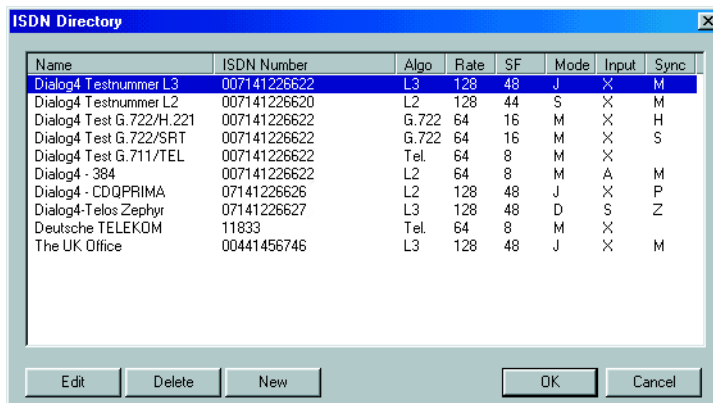 ISDN Directory
Name ISDN Number Algo Rate SF Mode Input Sync
Dialog4 Testnummer L3 007141226622 L3 128 48 J X M
Dialog4 Testnummer L2 007141226620 L2 128 44 S X M
Dialog4 Test G.722/H.221 007141226622 G.722 64 16 M X H
Dialog4 Test G.722/SRT 007141226622 G.722 64 16 M X S
Dialog4 Test G.711/TEL 007141226622 Tel. 64 8 M X
Dialog4 - 384 007141226622 L2 64 8 M A M
Dialog4 - CDQPRIMA 07141226626 L2 128 48 J X P
Dialog4-Telos Zephyr 07141226627 L3 128 48 D S Z
Deutsche TELEKOM 11833 Tel. 64 8 M X
The UK Office 00441456746 L3 128 48 J X M
Edit Delete New OK Cancel